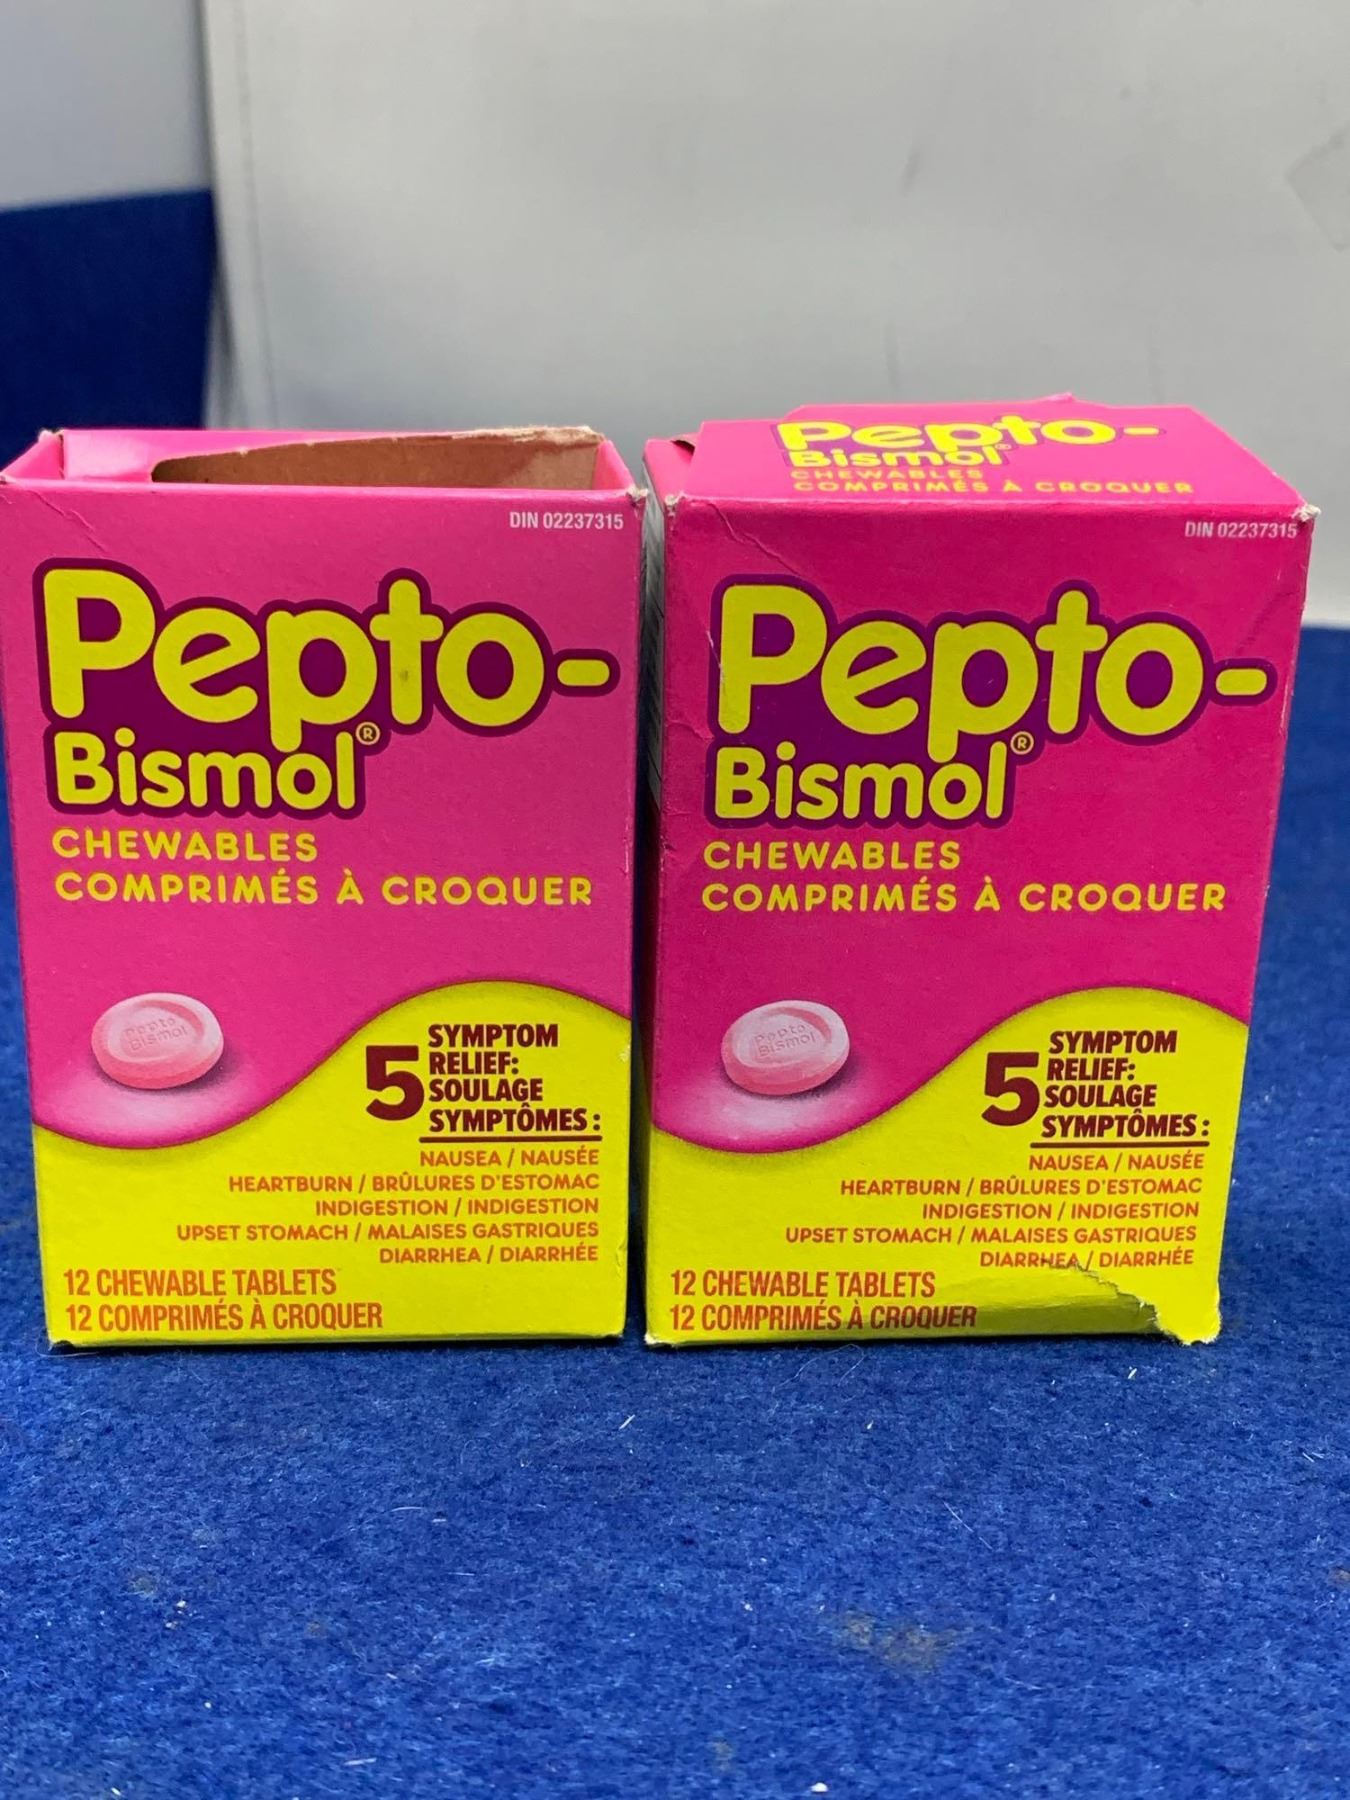 DIN 02237315
Pepto-
Bismol®
CHEWABLES
COMPRIMÉS À CROQUER
Pepto
Bismol
5 SYMPTOM
RELIEF:
SOULAGE
SYMPTÔMES :
NAUSEA / NAUSÉE
HEARTBURN / BRÛLURES D'ESTOMAC
INDIGESTION / INDIGESTION
UPSET STOMACH / MALAISES GASTRIQUES
DIARRHEA / DIARRHÉE
12 CHEWABLE TABLETS
12 COMPRIMÉS À CROQUER
Pepto-
Bismol®
CHEWABLES
COMPRIMÉS À CROQUER
DIN 02237315
Pepto-
Bismol®
CHEWABLES
COMPRIMÉS À CROQUER
Pepto
Bismol
5 SYMPTOM
RELIEF:
SOULAGE
SYMPTÔMES :
NAUSEA / NAUSÉE
HEARTBURN / BRÛLURES D'ESTOMAC
INDIGESTION / INDIGESTION
UPSET STOMACH / MALAISES GASTRIQUES
DIARRHEA / DIARRHÉE
12 CHEWABLE TABLETS
12 COMPRIMÉS À CROQUER